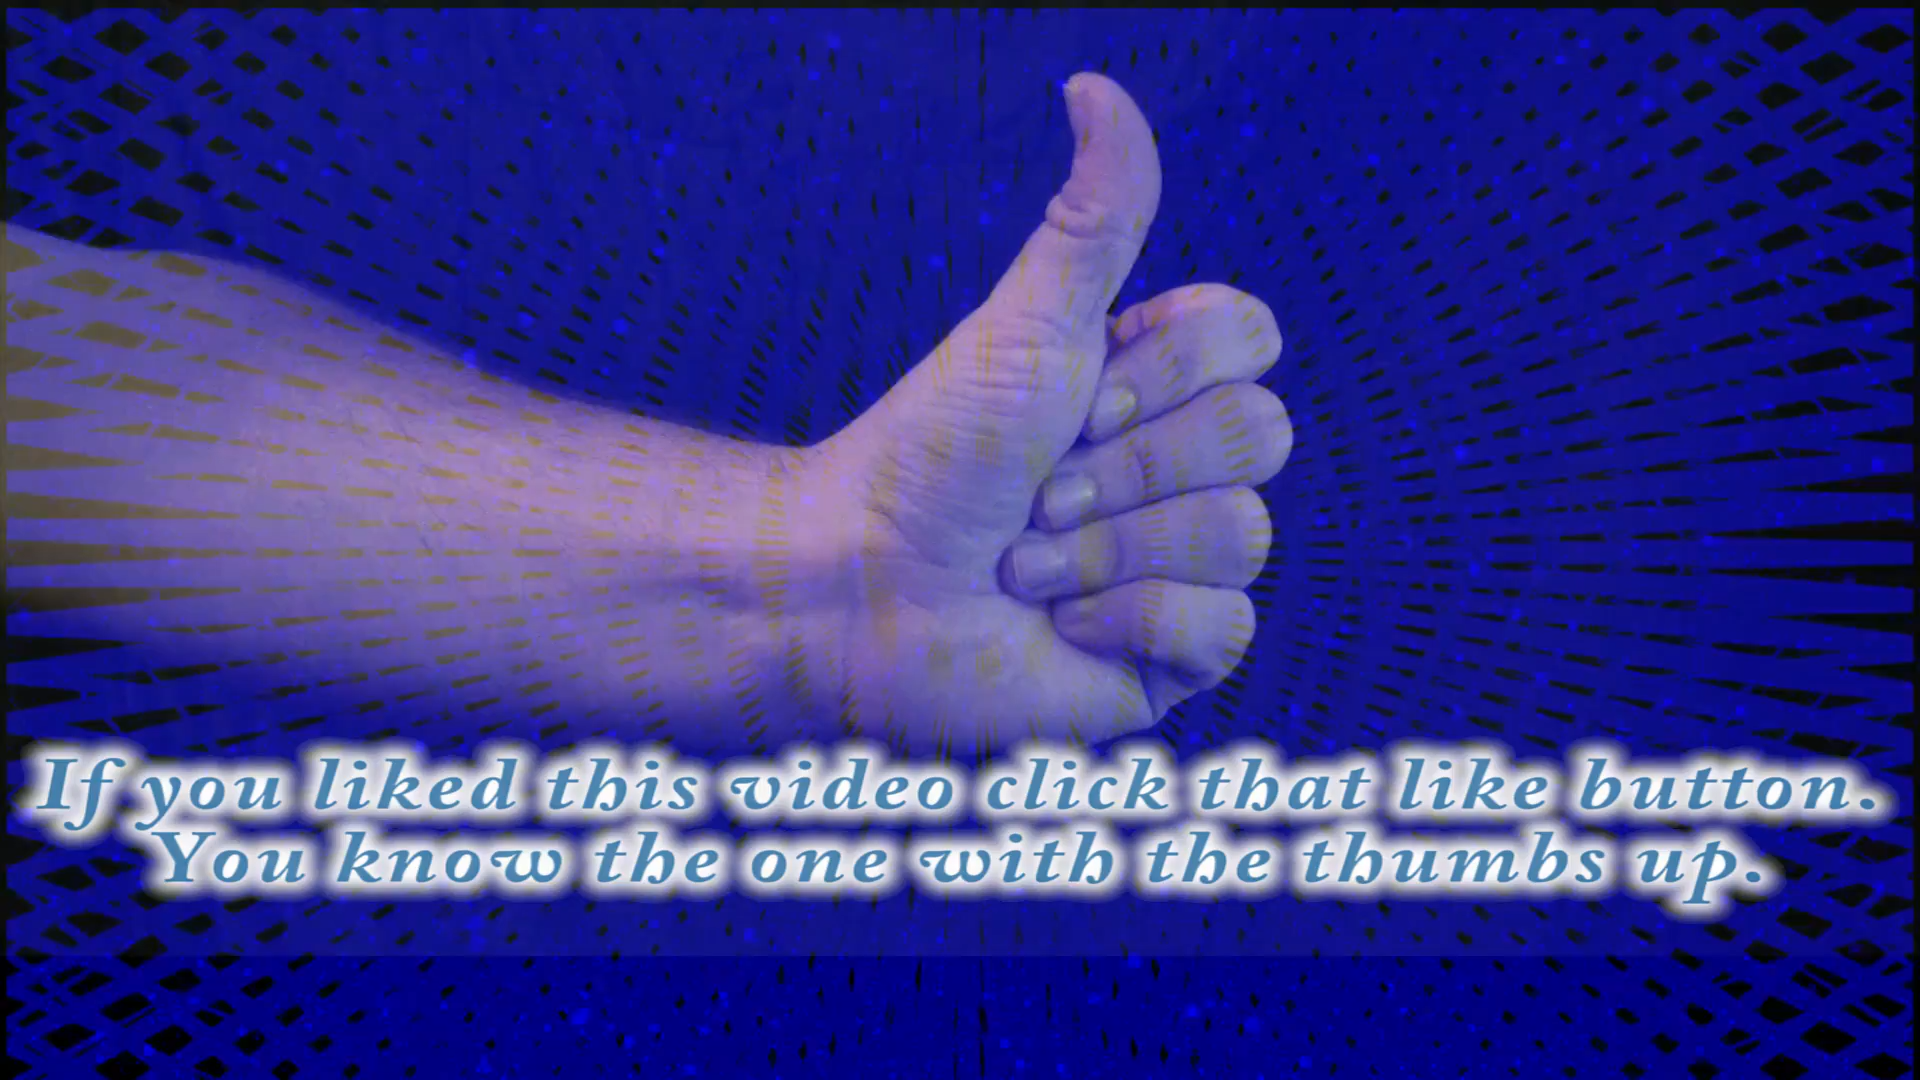 If you liked this video click that like button.
You know the one with the thumbs up.